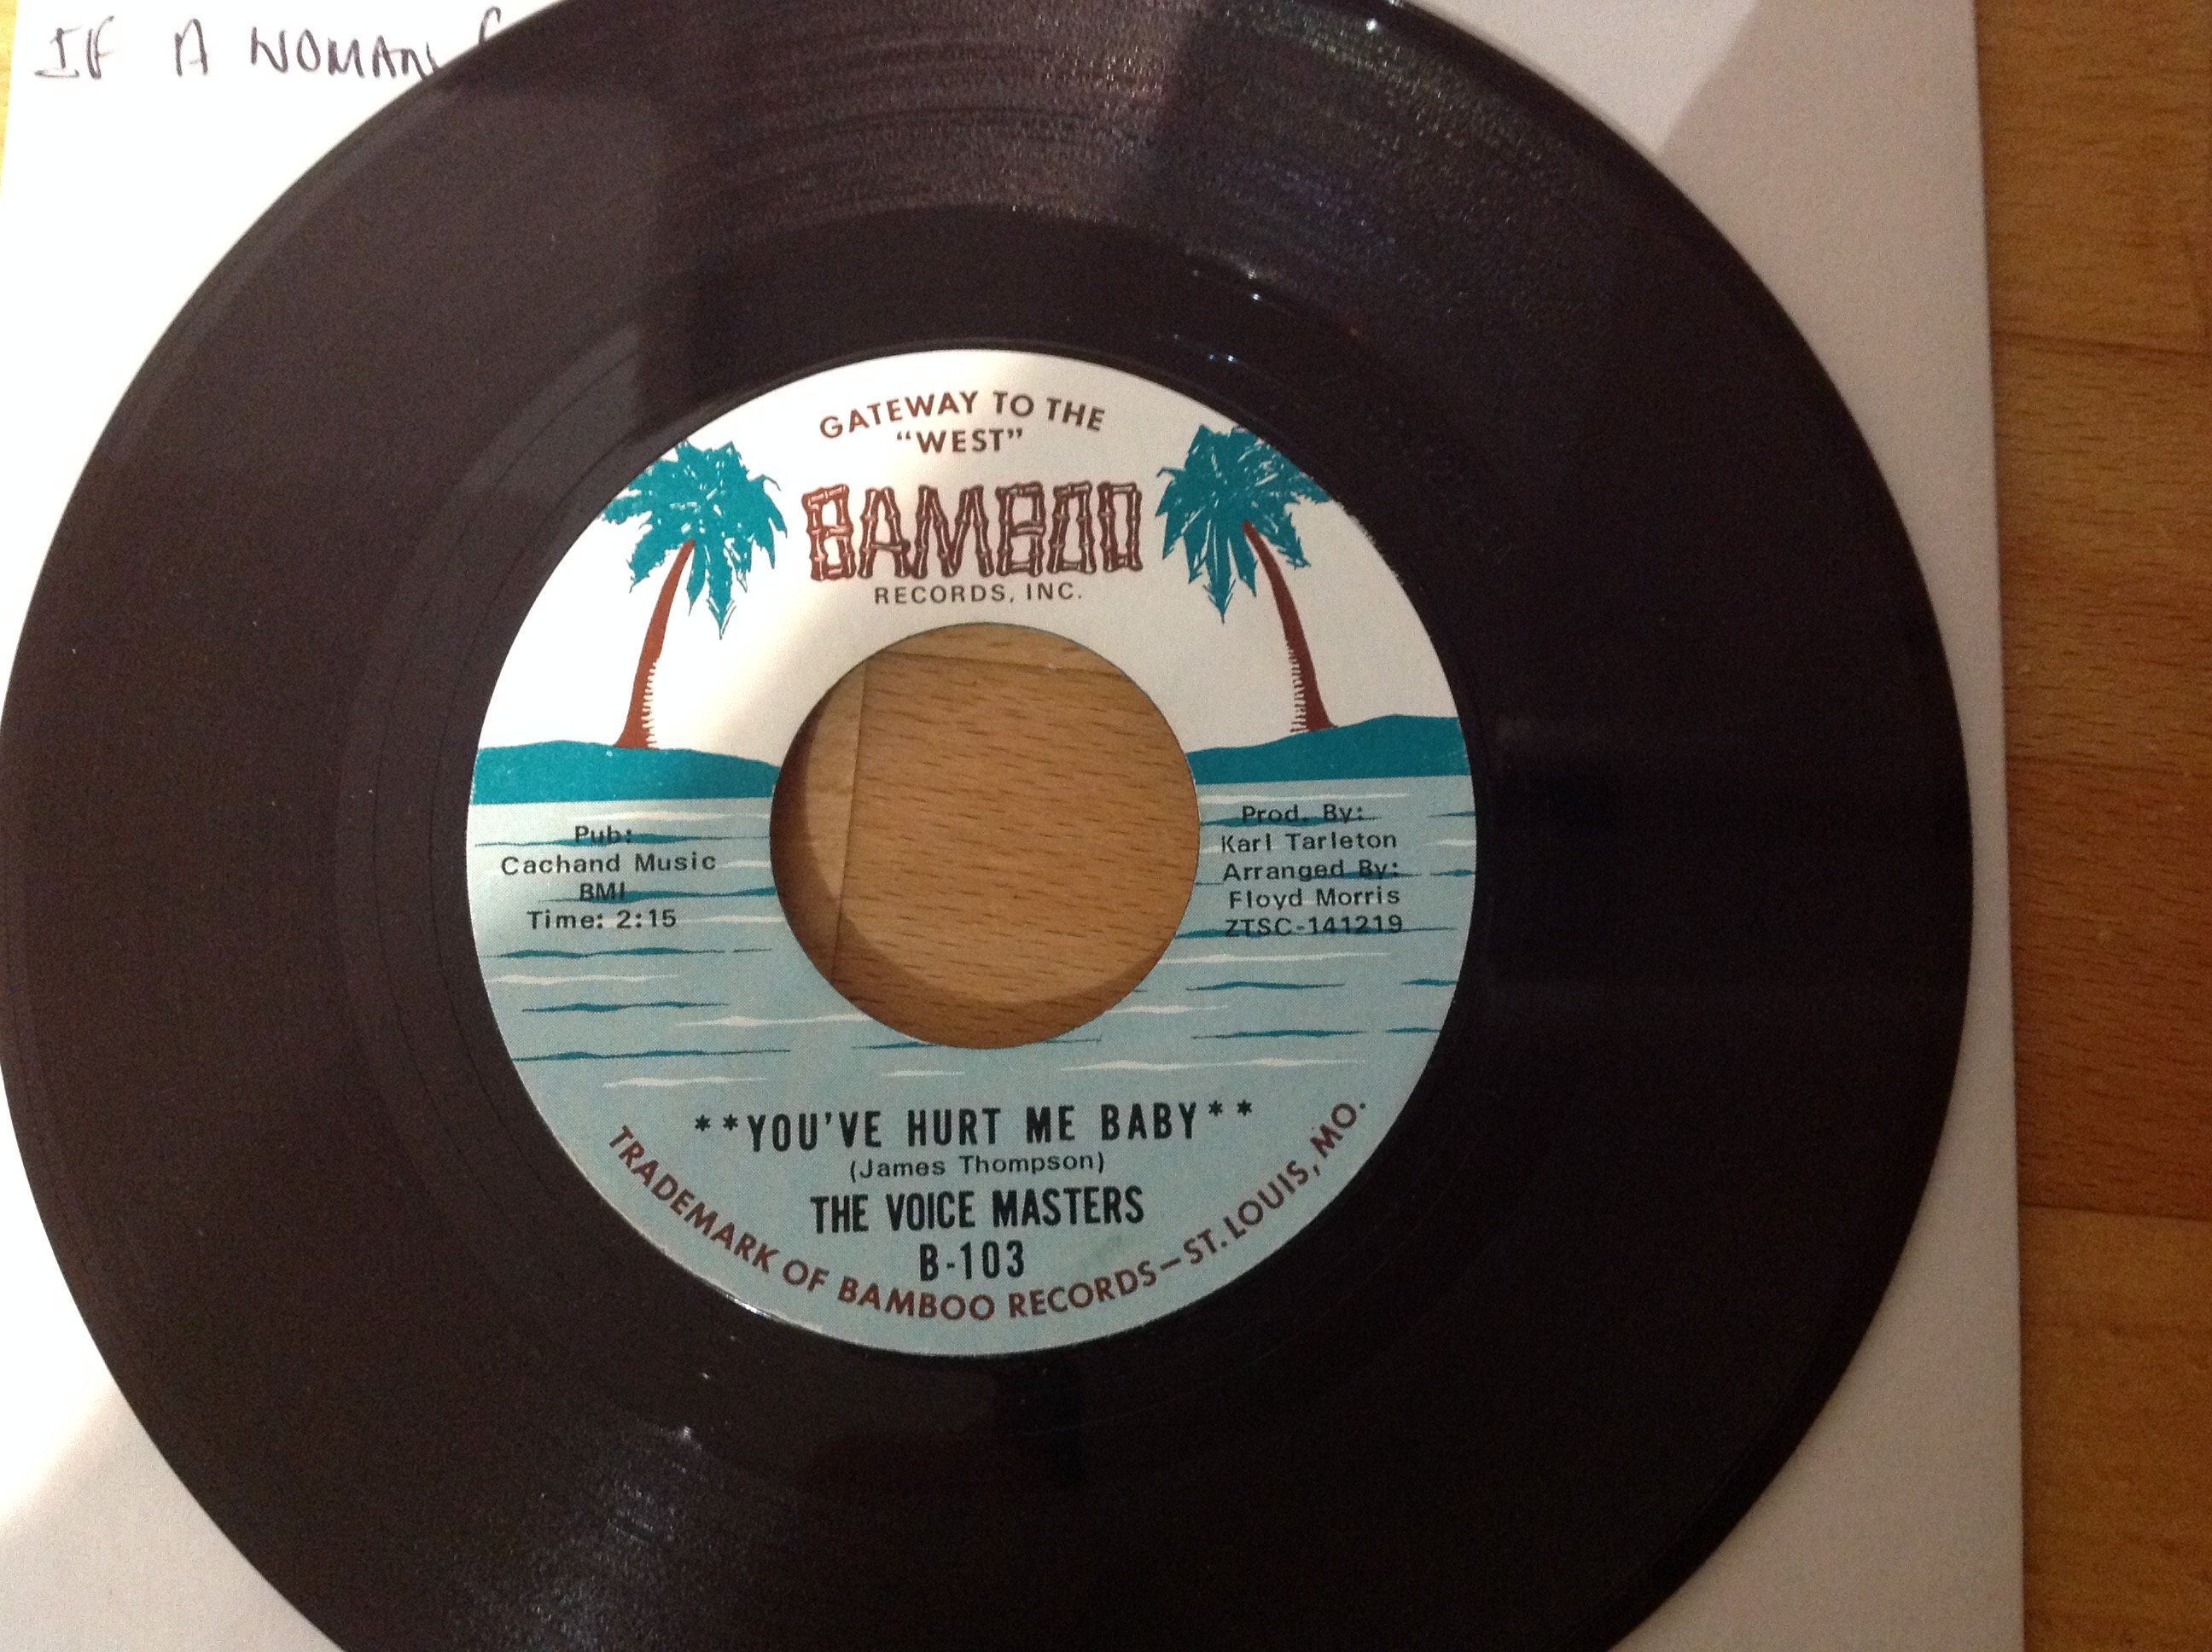 IF A WOMAN
GATEWAY TO THE
"WEST"
BAMBOO
RECORDS, INC.
Pub:
Cachand Music
BMI
Time: 2:15
Prod. By:
Karl Tarleton
Arranged By:
Floyd Morris
ZTSC-141219
**YOU'VE HURT ME BABY**
(James Thompson)
THE VOICE MASTERS
B-103
TRADEMARK OF BAMBOO RECORDS-ST. LOUIS, MO.